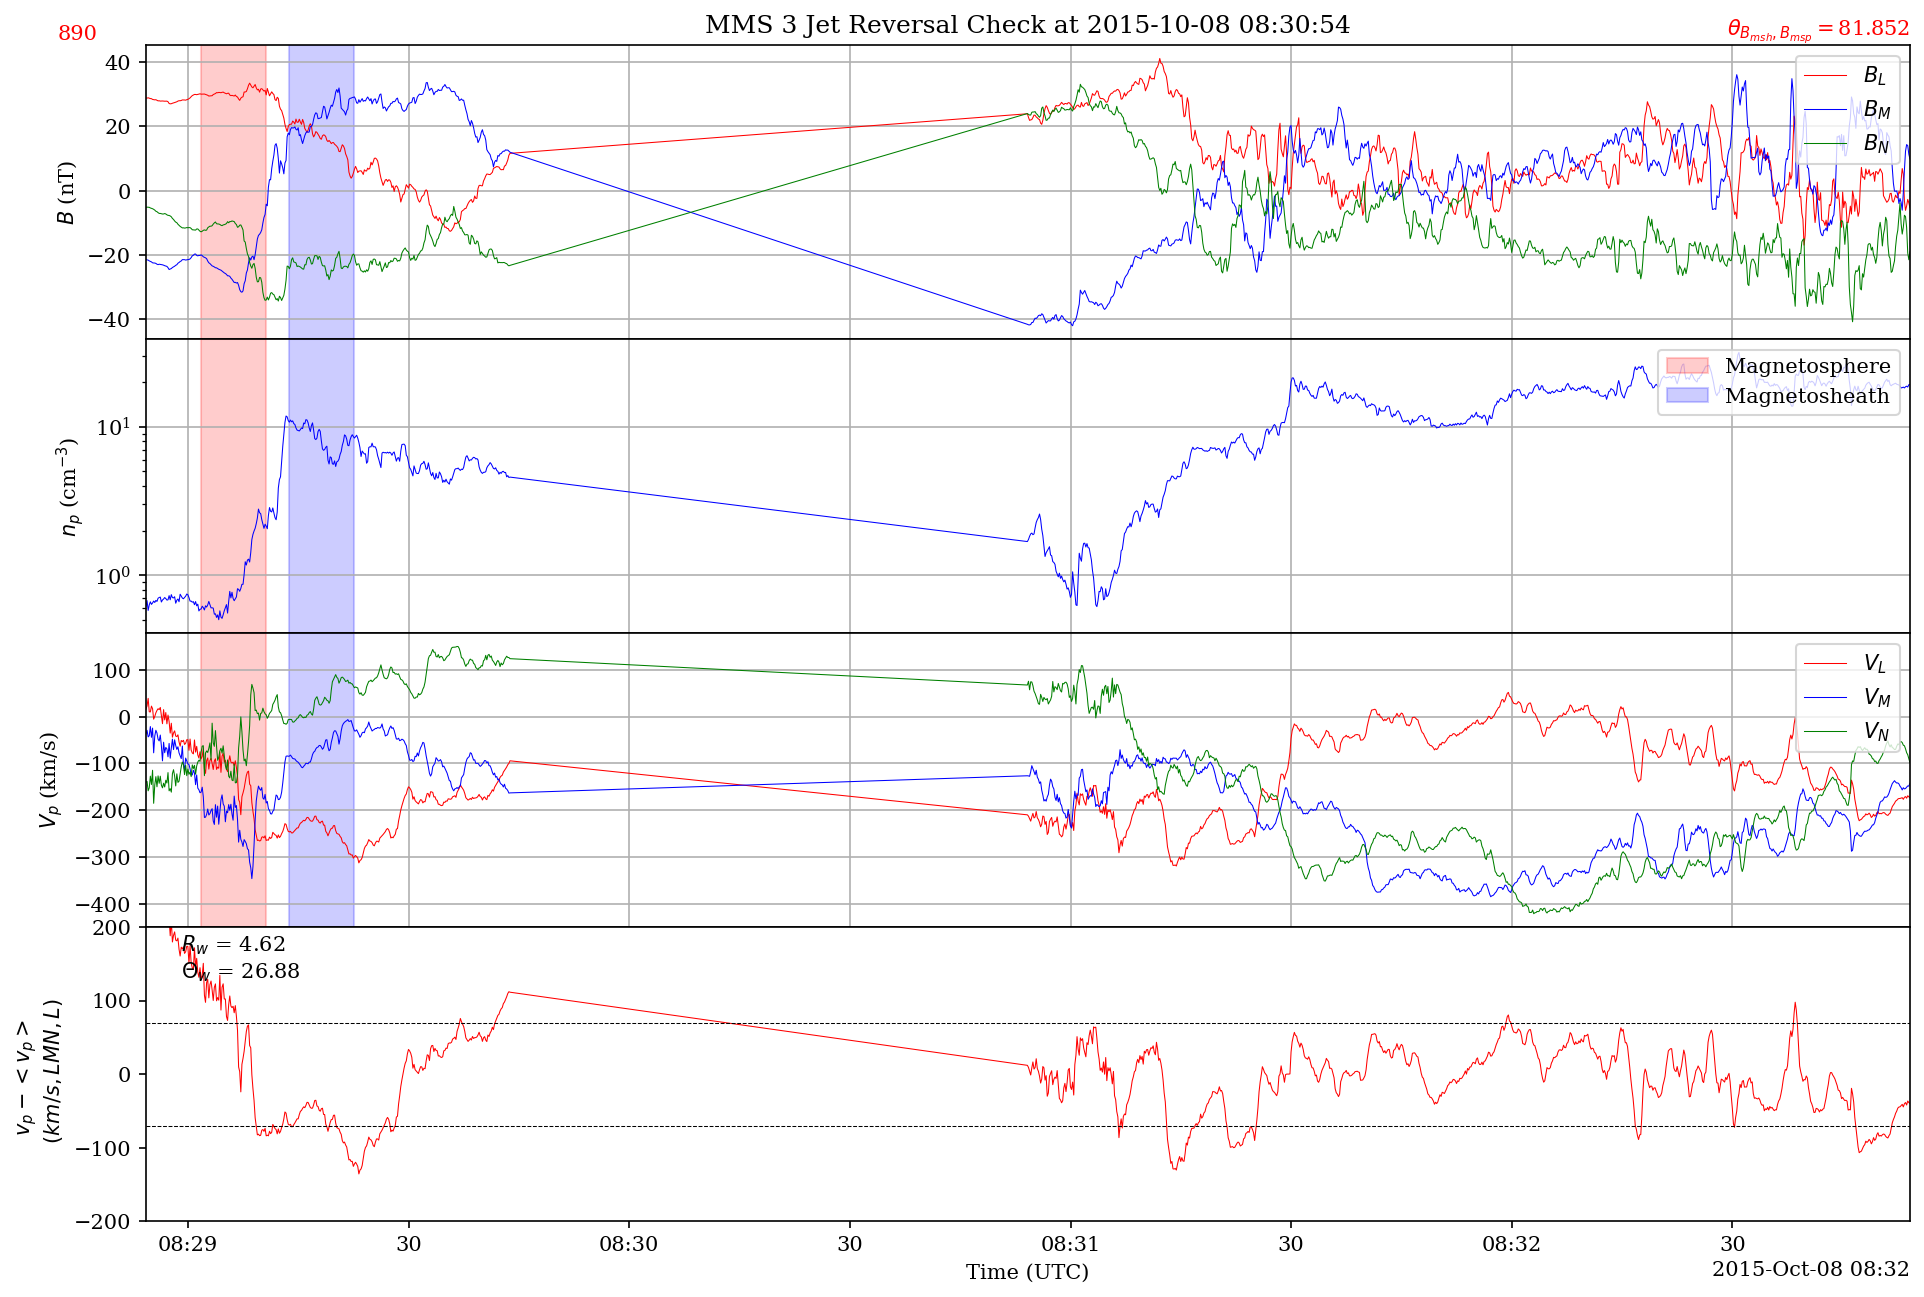 MMS 3 Jet Reversal Check at 2015-10-08 08:30:54
890
θ_{B_{msh}, B_{msp}} = 81.852
40
20
0
−20
−40
B (nT)
B_L
B_M
B_N
10^1
10^0
n_p (cm^{−3})
Magnetosphere
Magnetosheath
100
0
−100
−200
−300
−400
V_p (km/s)
V_L
V_M
V_N
200
100
0
−100
−200
v_p − < v_p >
(km/s, LMN, L)
R_w = 4.62
Θ_w = 26.88
08:29
30
08:30
30
08:31
30
08:32
30
Time (UTC)
2015-Oct-08 08:32